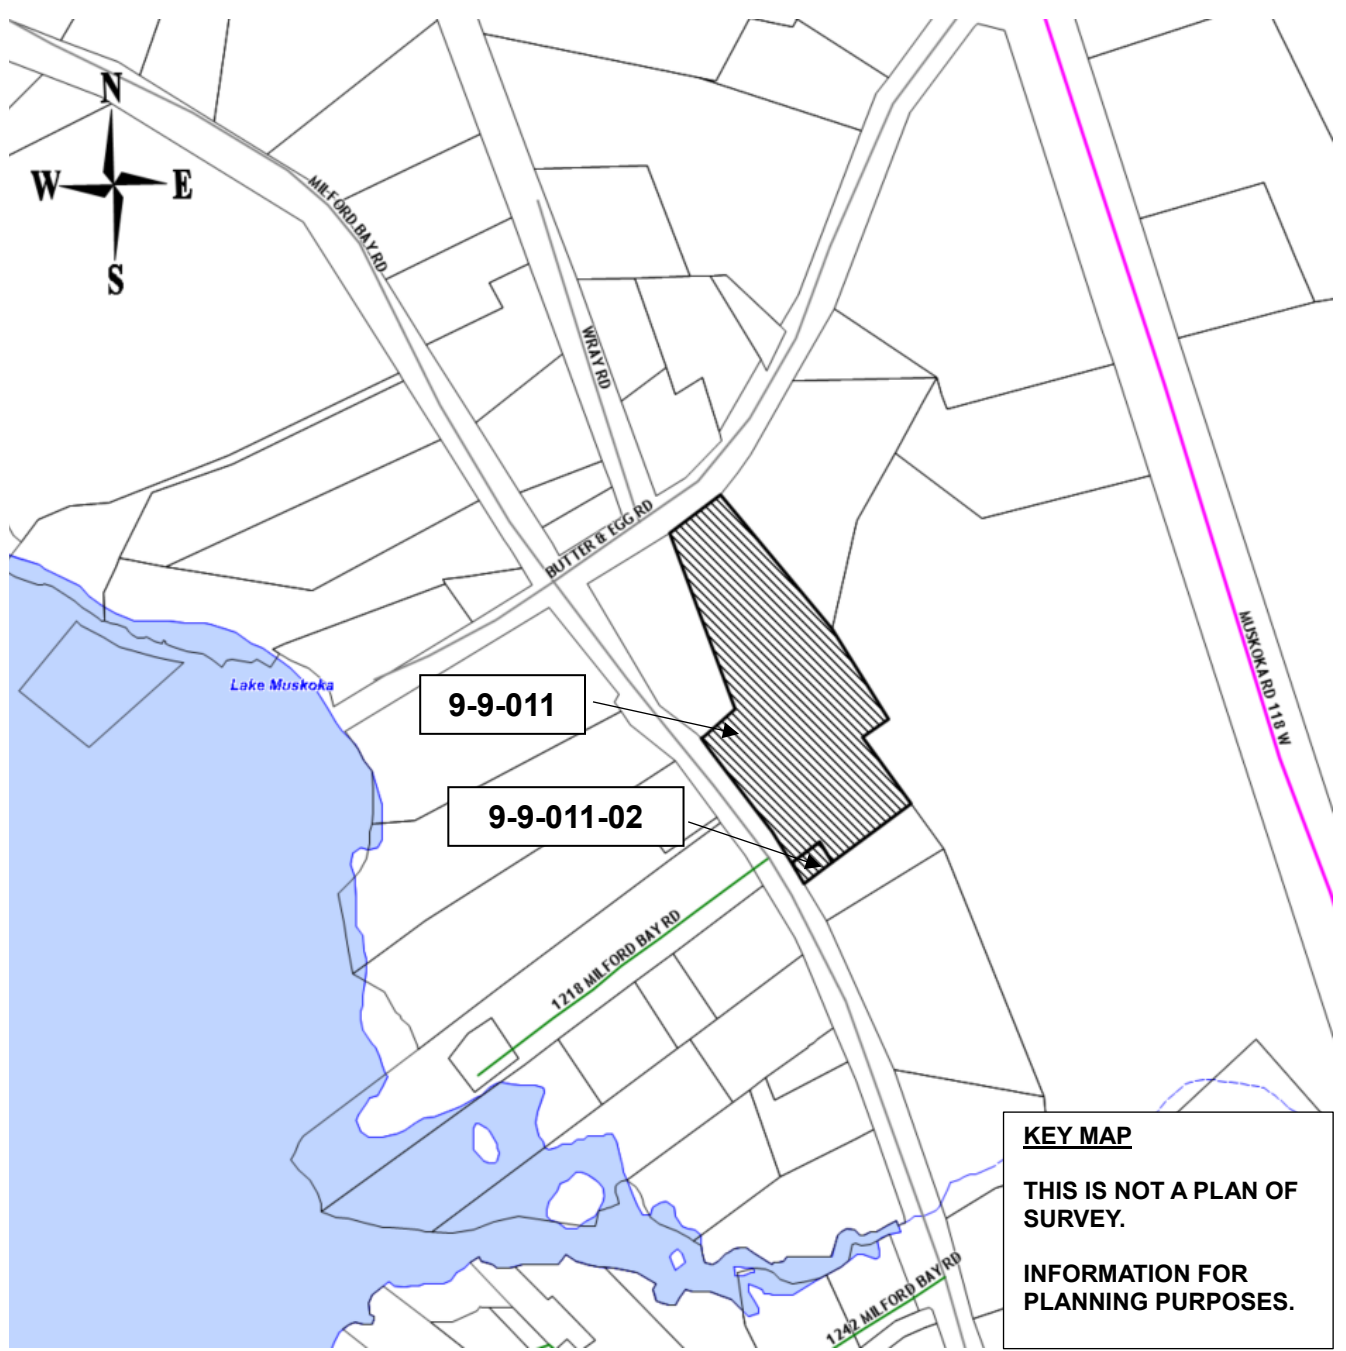 N
W
E
S
MILFORD BAY RD
WRAY RD
BUTTER & EGG RD
MUSKOKA RD 118 W
Lake Muskoka
9-9-011
9-9-011-02
1218 MILFORD BAY RD
1242 MILFORD BAY RD
KEY MAP
THIS IS NOT A PLAN OF
SURVEY.
INFORMATION FOR
PLANNING PURPOSES.